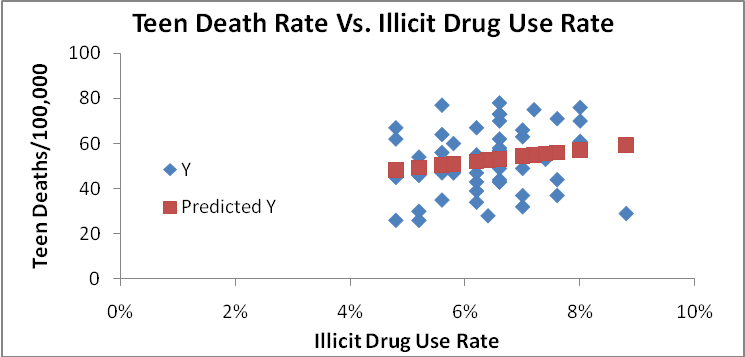 Teen Death Rate Vs. Illicit Drug Use Rate
Teen Deaths/100,000
100
80
60
40
20
0
Y
Predicted Y
0%
2%
4%
6%
8%
10%
Illicit Drug Use Rate